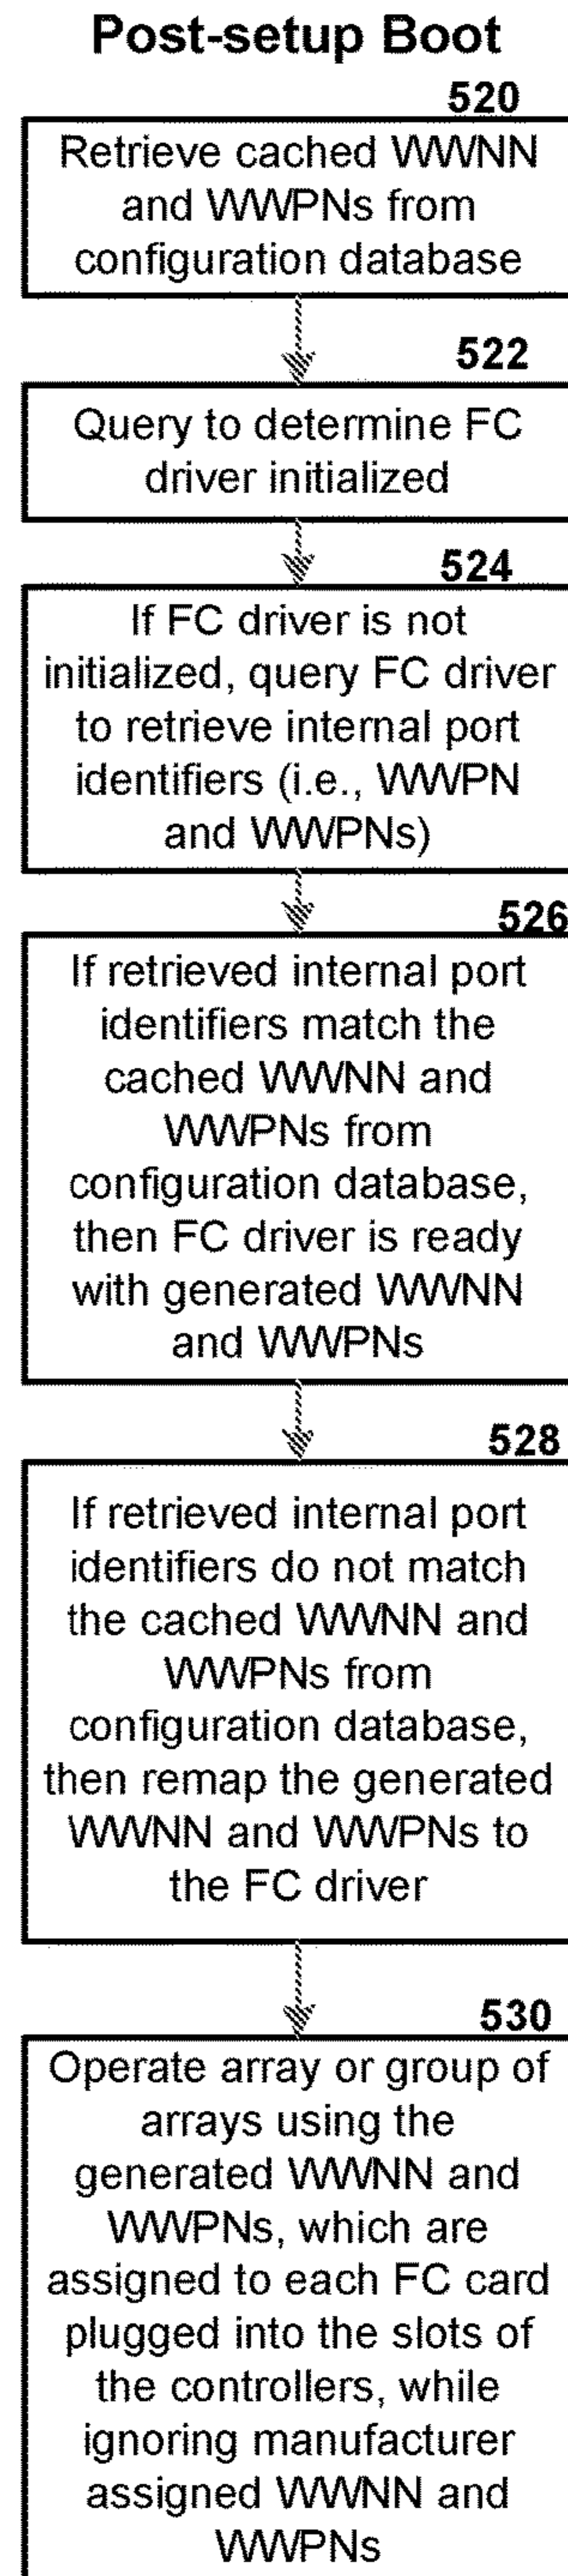 Post-setup Boot
520
Retrieve cached WWNN
and WWPNs from
configuration database
522
Query to determine FC
driver initialized
524
If FC driver is not
initialized, query FC driver
to retrieve internal port
identifiers (i.e., WWPN
and WWPNs)
526
If retrieved internal port
identifiers match the
cached WWNN and
WWPNs from
configuration database,
then FC driver is ready
with generated WWNN
and WWPNs
528
If retrieved internal port
identifiers do not match
the cached WWNN and
WWPNs from
configuration database,
then remap the generated
WWNN and WWPNs to
the FC driver
530
Operate array or group of
arrays using the
generated WWNN and
WWPNs, which are
assigned to each FC card
plugged into the slots of
the controllers, while
ignoring manufacturer
assigned WWNN and
WWPNs